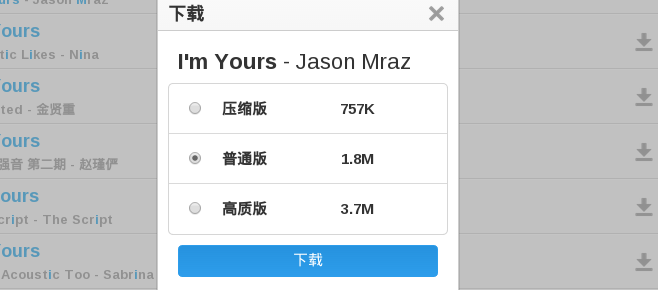 ours - Jason Mraz
下载
I'm Yours - Jason Mraz
压缩版 757K
普通版 1.8M
高质版 3.7M
下载
Yours
tic Likes - Nina
Yours
ted - 金贤重
Yours
强音 第二期 - 赵瑾俨
Yours
cript - The Script
Yours
Acoustic Too - Sabrina